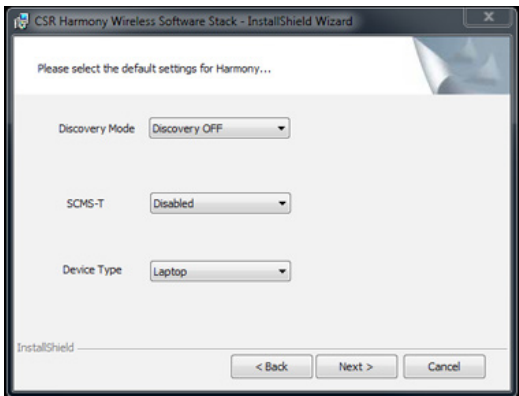 CSR Harmony Wireless Software Stack - InstallShield Wizard
Please select the default settings for Harmony...
Discovery Mode Discovery OFF
SCMS-T Disabled
Device Type Laptop
InstallShield
< Back Next > Cancel